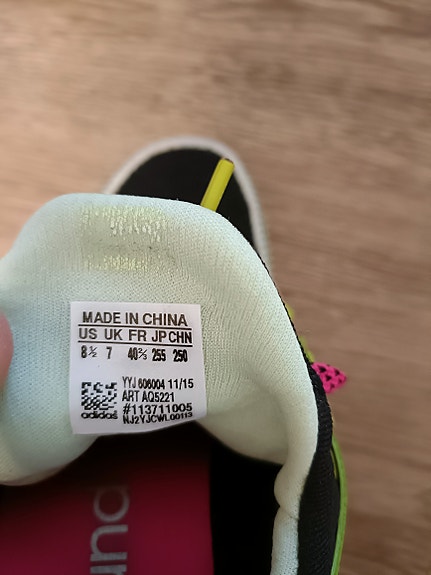 MADE IN CHINA
US UK FR JP CHN
8½ 7 40⅔ 255 250
YYJ 606004 11/15
ART AQ5221
#113711005
adidas NJ2YJCWL00113
und